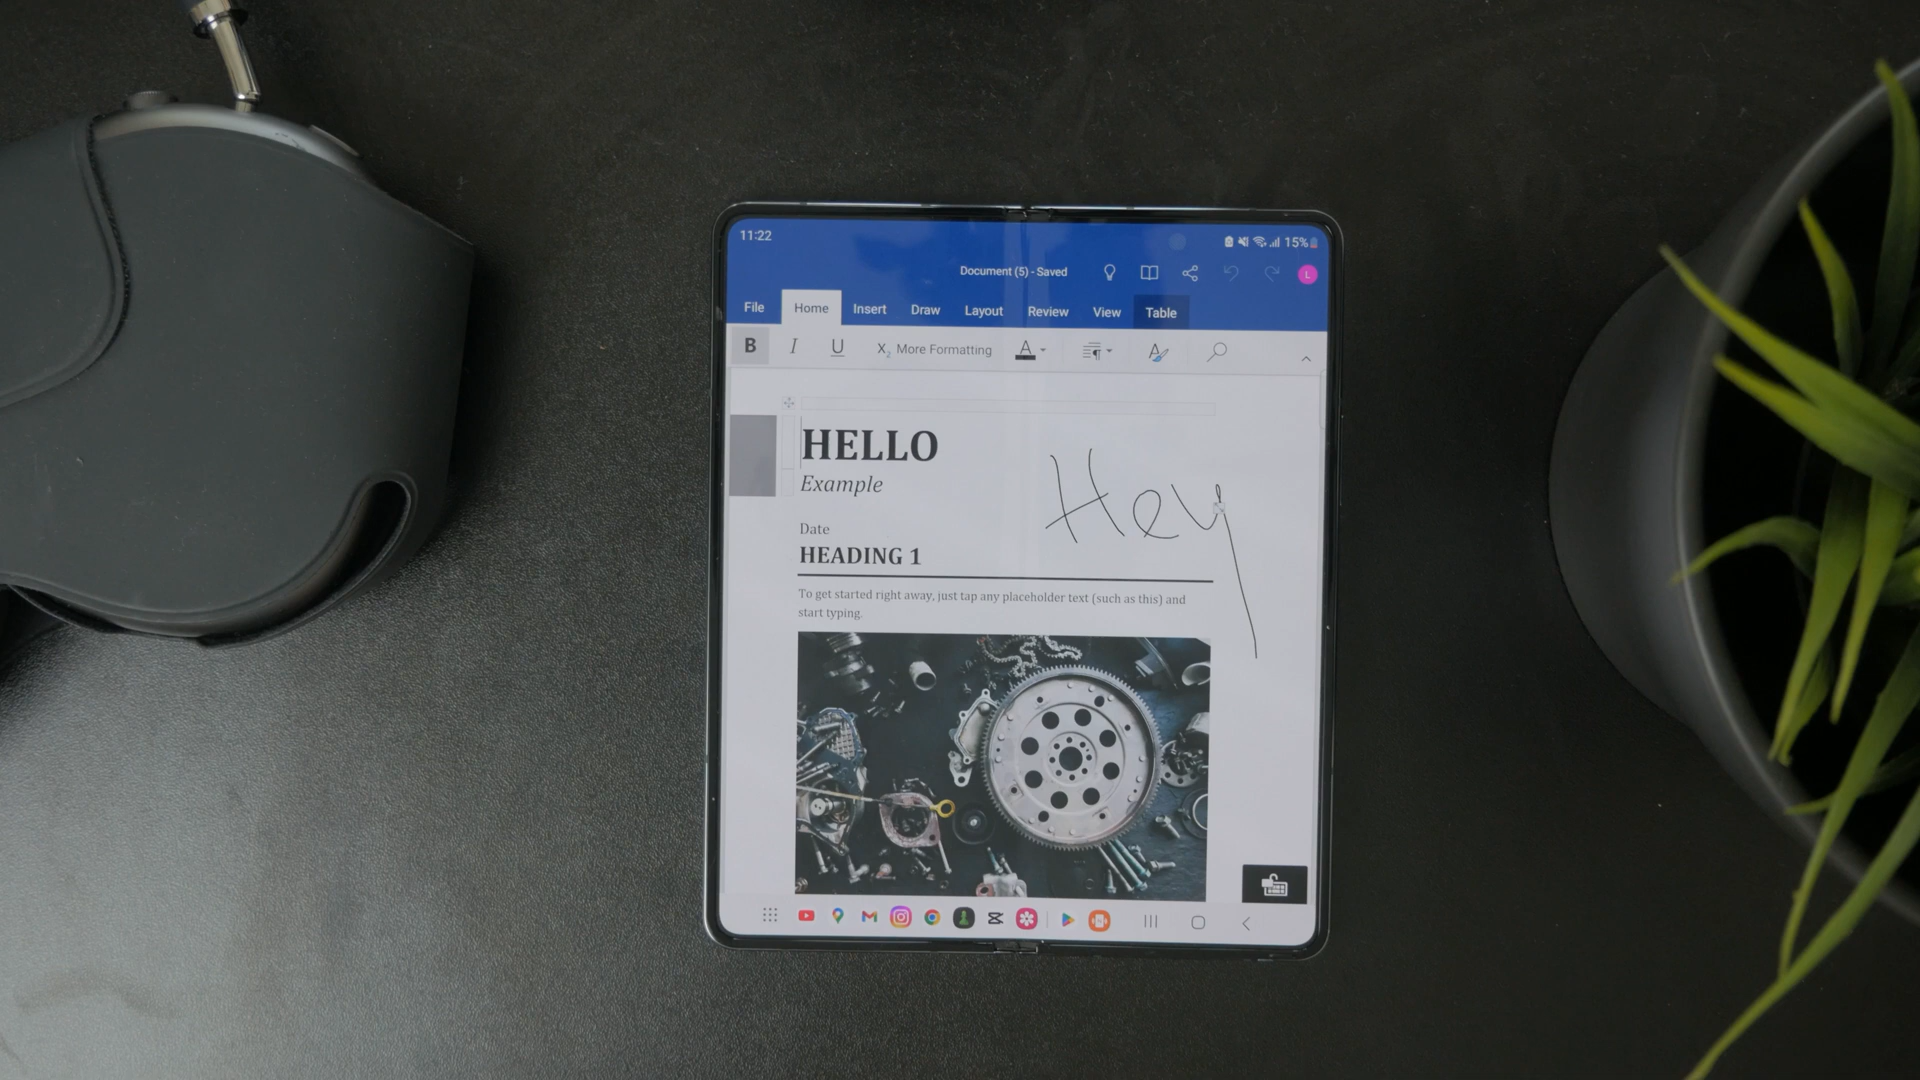 11:22
15%
Document (5) - Saved
L
File Home Insert Draw Layout Review View Table
B I U X₂ More Formatting A
HELLO
Hey
Example
Date
HEADING 1
To get started right away, just tap any placeholder text (such as this) and
start typing.